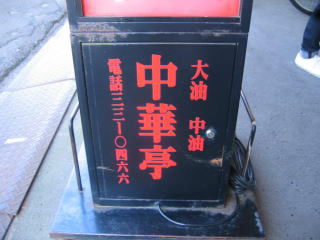 大油 中油
中華亭
電話三三一〇四六六